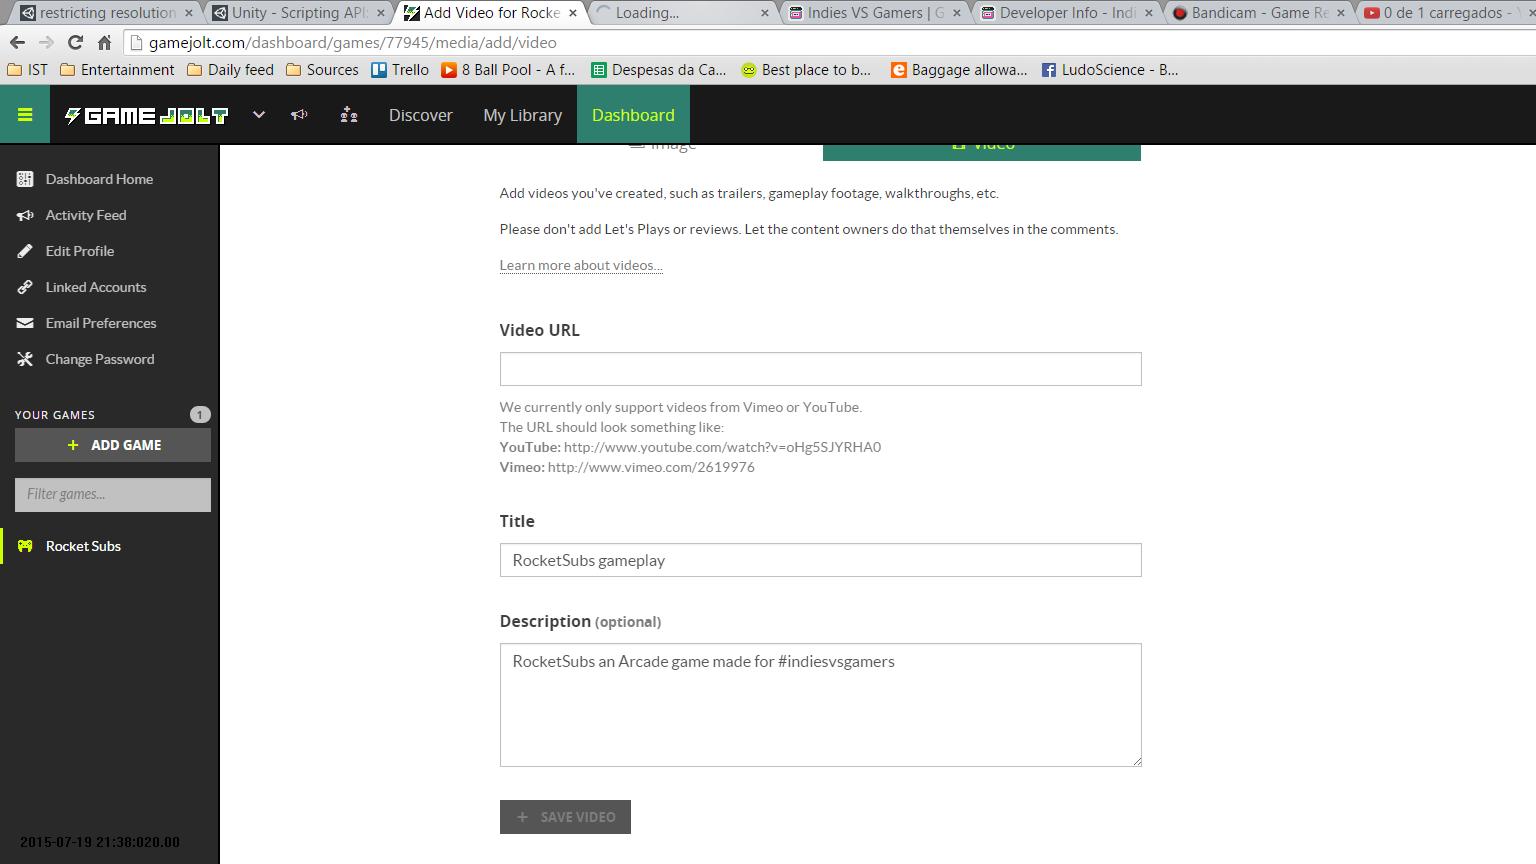 restricting resolution
Unity - Scripting API:
Add Video for Rocke
Loading...
Indies VS Gamers | G
Developer Info - Indi
Bandicam - Game Re
0 de 1 carregados - Y
gamejolt.com/dashboard/games/77945/media/add/video
IST
Entertainment
Daily feed
Sources
Trello
8 Ball Pool - A f...
Despesas da Ca...
Best place to b...
Baggage allowa...
LudoScience - B...
GAME JOLT
Discover
My Library
Dashboard
Image
Video
Dashboard Home
Activity Feed
Edit Profile
Linked Accounts
Email Preferences
Change Password
YOUR GAMES 1
+ ADD GAME
Filter games...
Rocket Subs
Add videos you've created, such as trailers, gameplay footage, walkthroughs, etc.
Please don't add Let's Plays or reviews. Let the content owners do that themselves in the comments.
Learn more about videos...
Video URL
We currently only support videos from Vimeo or YouTube.
The URL should look something like:
YouTube: http://www.youtube.com/watch?v=oHg5SJYRHA0
Vimeo: http://www.vimeo.com/2619976
Title
RocketSubs gameplay
Description (optional)
RocketSubs an Arcade game made for #indiesvsgamers
+ SAVE VIDEO
2015-07-19 21:38:020.00